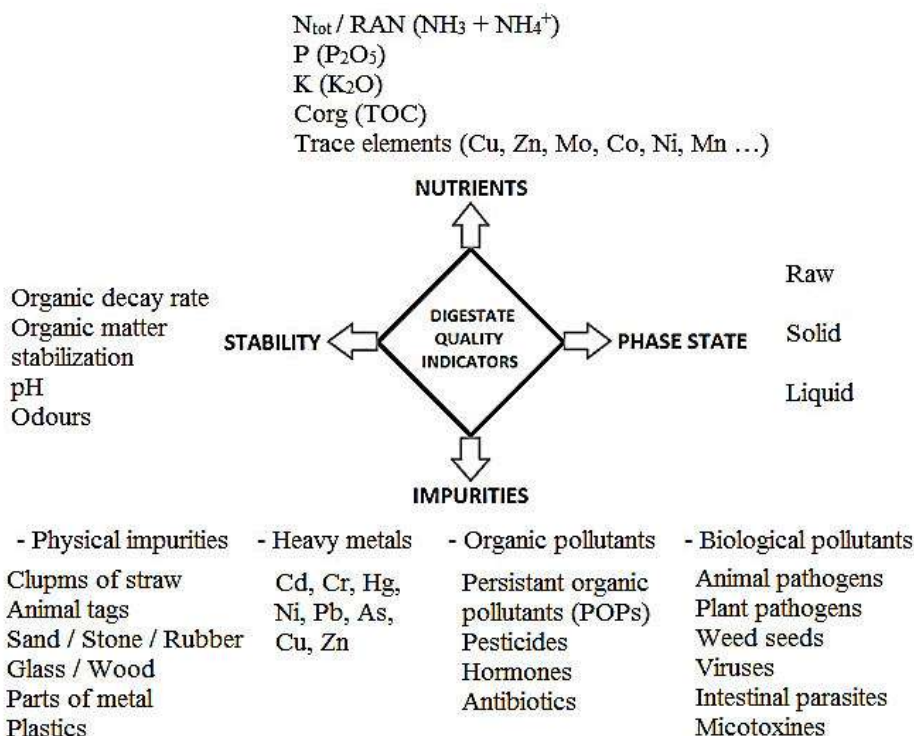 N_tot / RAN (NH₃ + NH₄⁺)
P (P₂O₅)
K (K₂O)
Corg (TOC)
Trace elements (Cu, Zn, Mo, Co, Ni, Mn …)
NUTRIENTS
Organic decay rate
Organic matter
stabilization
pH
Odours
STABILITY
DIGESTATE
QUALITY
INDICATORS
PHASE STATE
Raw
Solid
Liquid
IMPURITIES
- Physical impurities
Clupms of straw
Animal tags
Sand / Stone / Rubber
Glass / Wood
Parts of metal
Plastics
- Heavy metals
Cd, Cr, Hg,
Ni, Pb, As,
Cu, Zn
- Organic pollutants
Persistant organic
pollutants (POPs)
Pesticides
Hormones
Antibiotics
- Biological pollutants
Animal pathogens
Plant pathogens
Weed seeds
Viruses
Intestinal parasites
Micotoxines